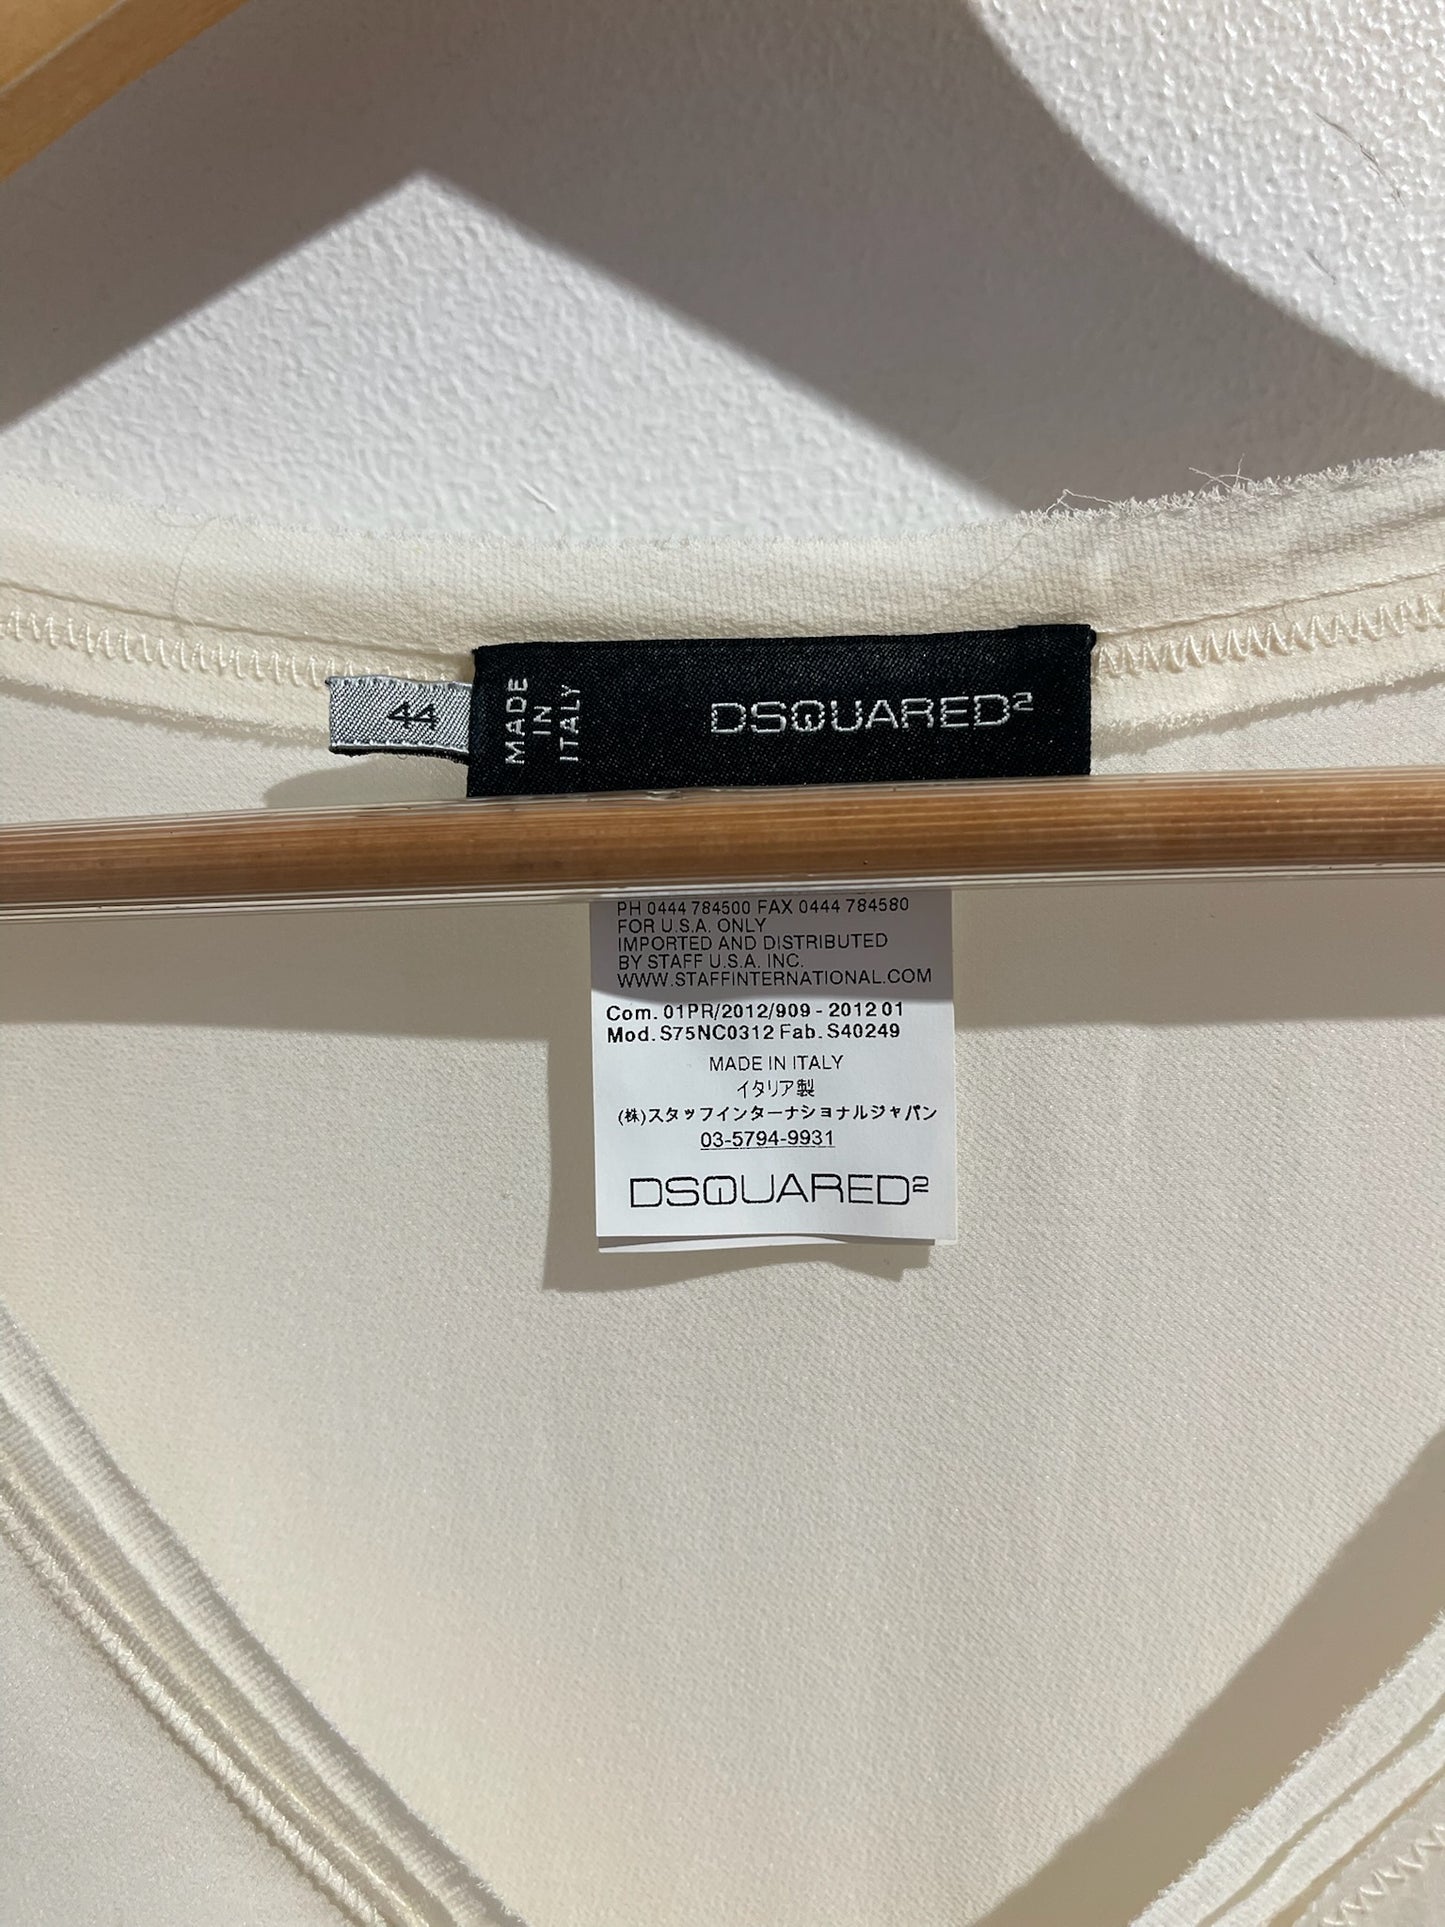 44
MADE
IN
ITALY
DSQUARED2
PH 0444 784500 FAX 0444 784580
FOR U.S.A. ONLY
IMPORTED AND DISTRIBUTED
BY STAFF U.S.A. INC.
WWW.STAFFINTERNATIONAL.COM
Com. 01PR/2012/909 - 2012 01
Mod. S75NC0312 Fab. S40249
MADE IN ITALY
イタリア製
(株)スタッフインターナショナルジャパン
03-5794-9931
DSQUARED2